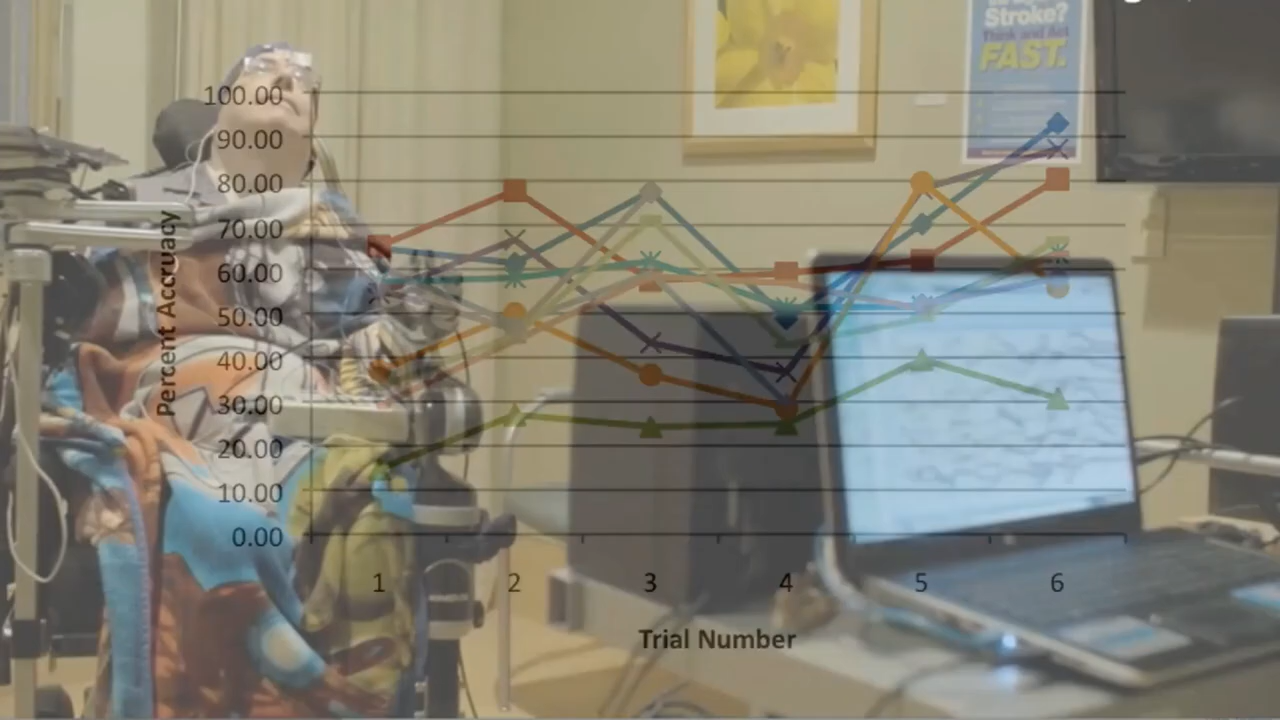 Stroke?
Think and Act
FAST.
100.00
90.00
80.00
70.00
60.00
50.00
40.00
30.00
20.00
10.00
0.00
Percent Accruacy
1 2 3 4 5 6
Trial Number